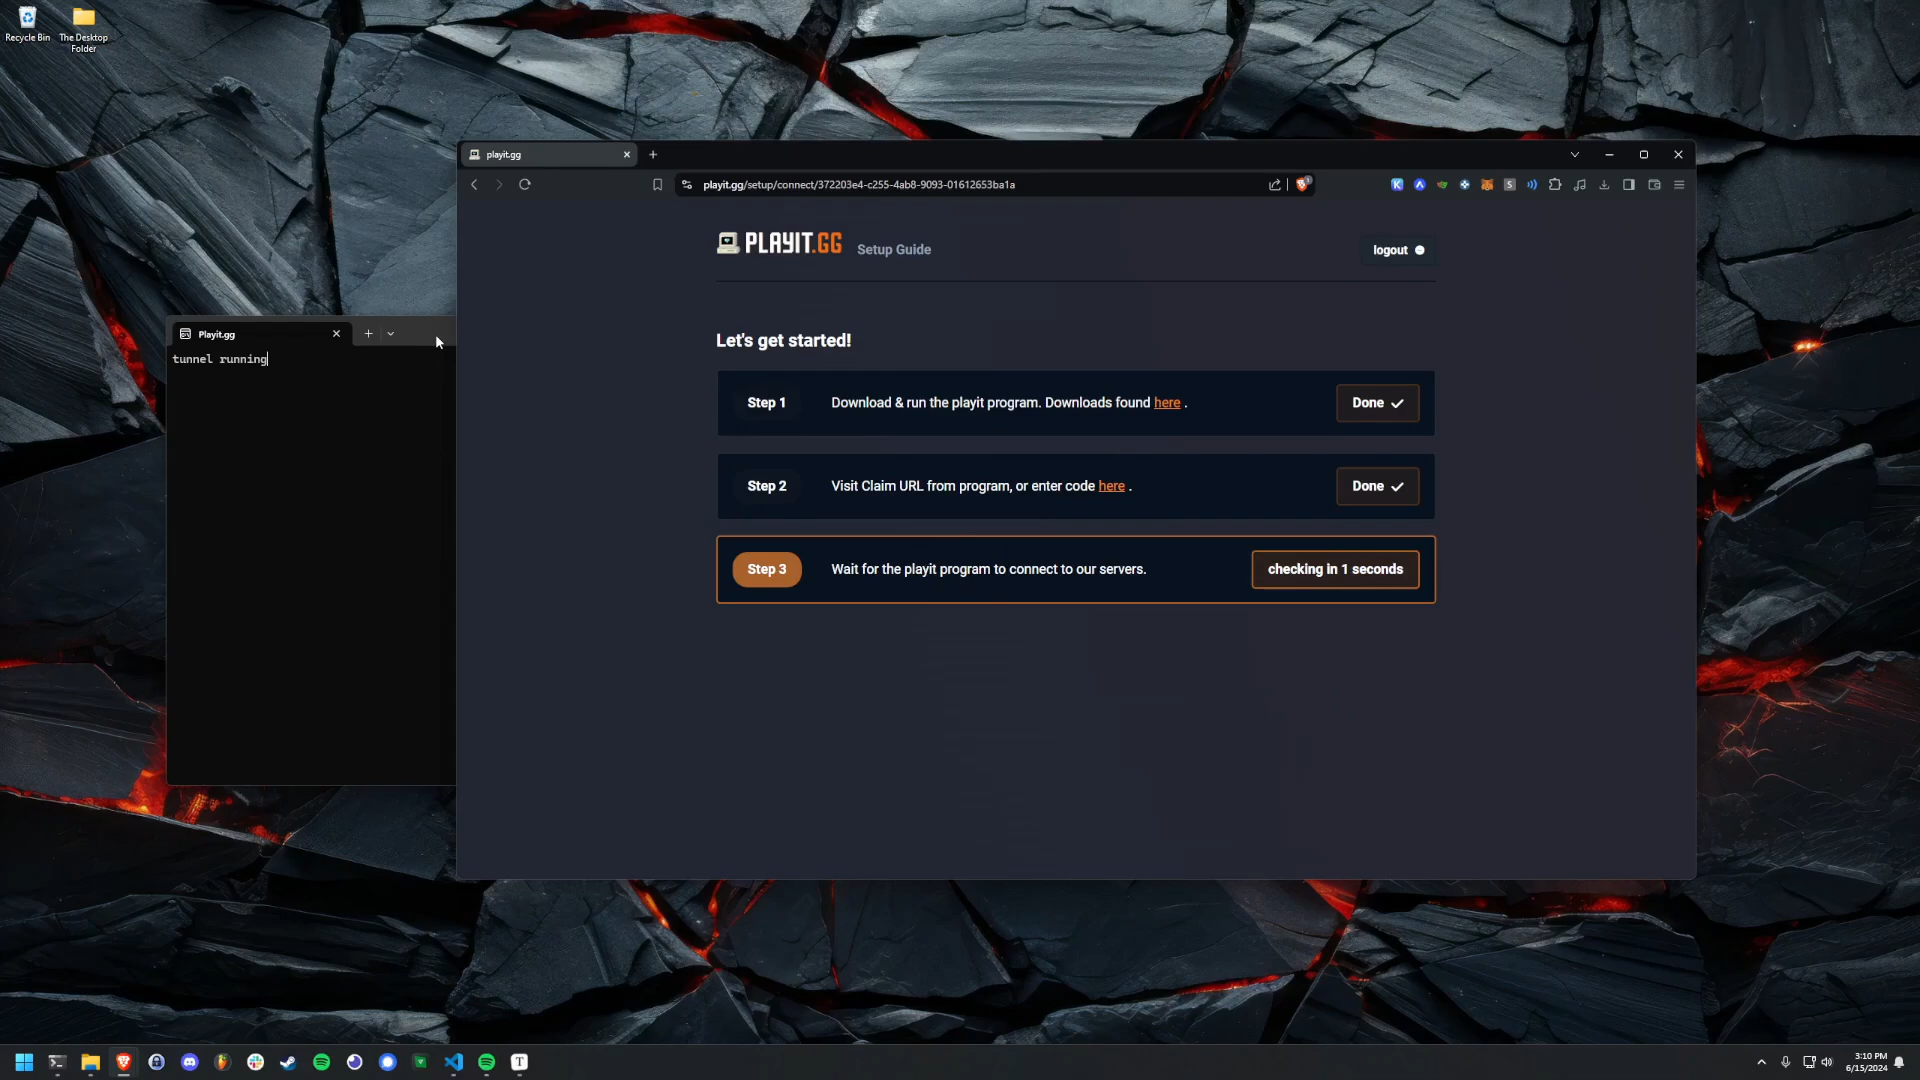 Recycle Bin
The Desktop
Folder
playit.gg
playit.gg/setup/connect/372203e4-c255-4ab8-9093-01612653ba1a
PLAYIT.GG
Setup Guide
logout
Playit.gg
tunnel running
Let's get started!
Step 1
Download & run the playit program. Downloads found here .
Done
Step 2
Visit Claim URL from program, or enter code here .
Done
Step 3
Wait for the playit program to connect to our servers.
checking in 1 seconds
3:10 PM
6/15/2024